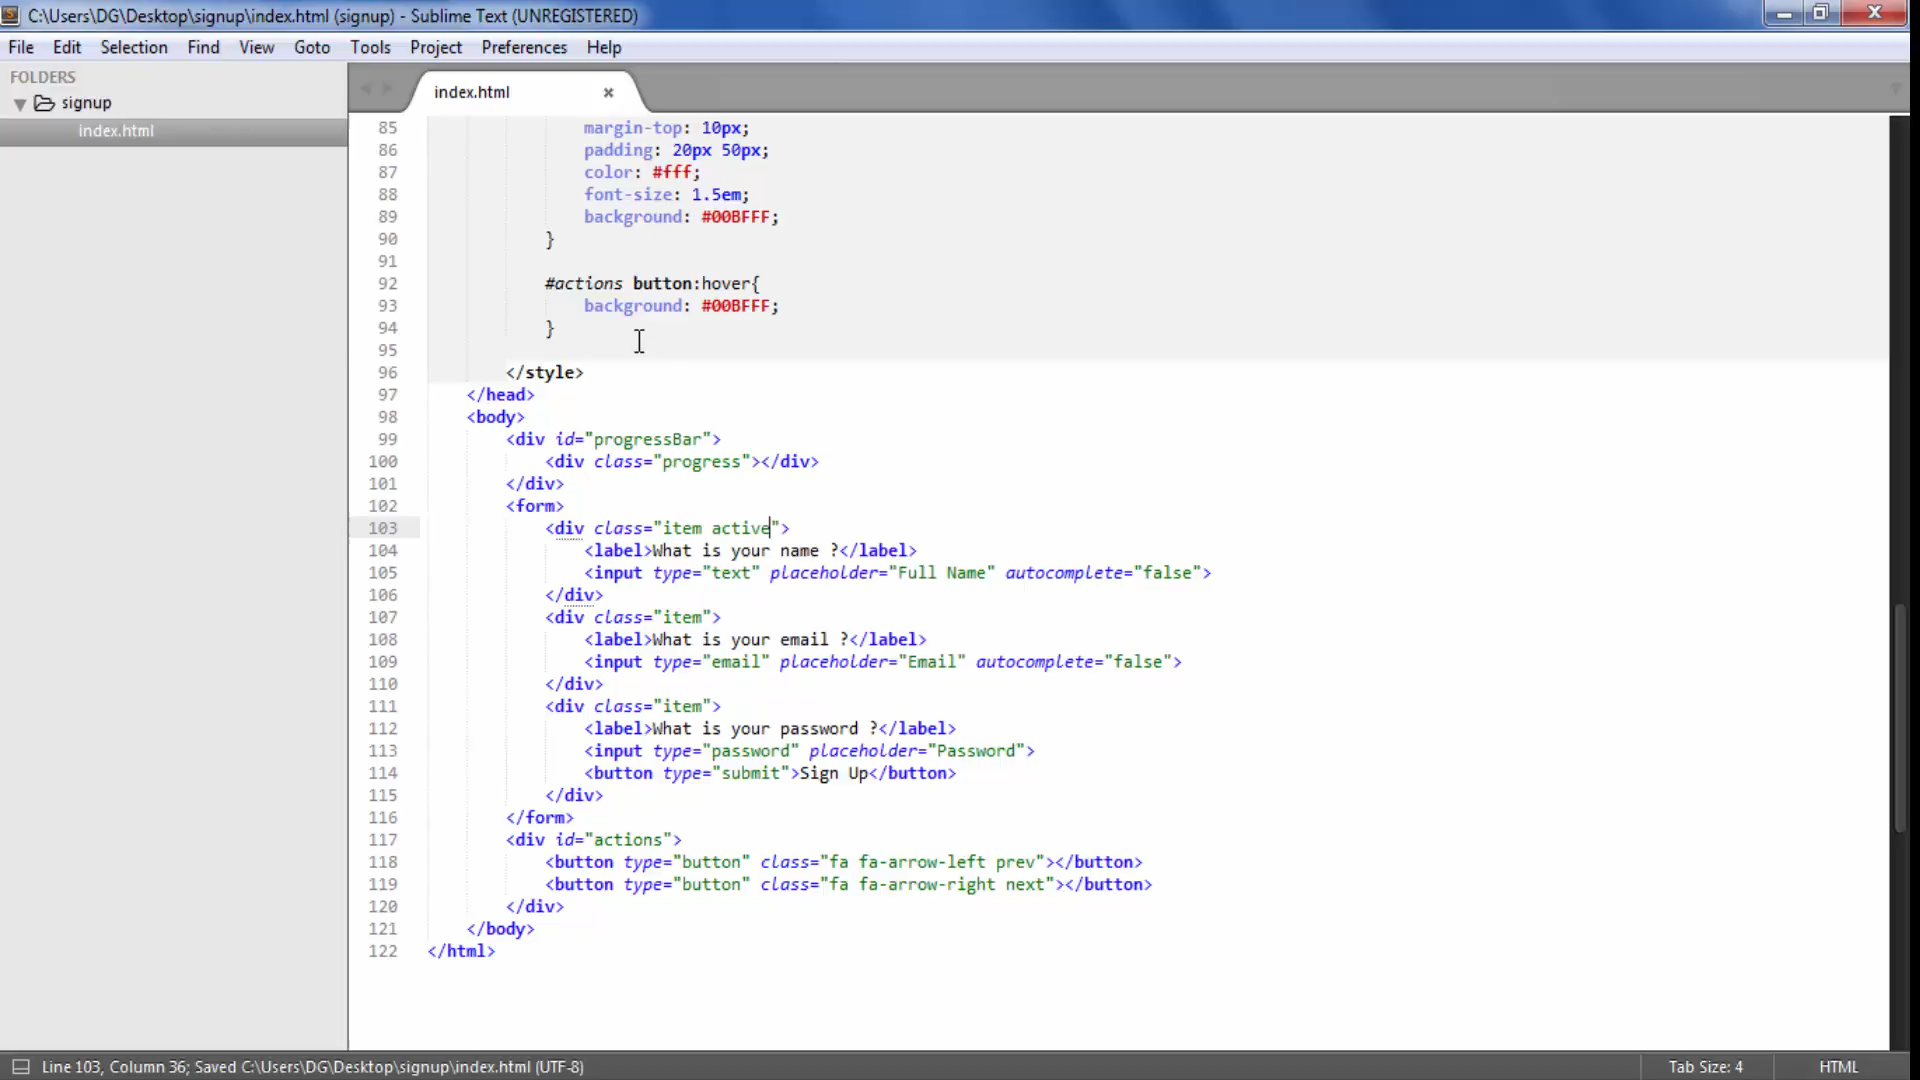 C:\Users\DG\Desktop\signup\index.html (signup) - Sublime Text (UNREGISTERED)
File Edit Selection Find View Goto Tools Project Preferences Help
FOLDERS
signup
index.html
index.html
85 margin-top: 10px;
86 padding: 20px 50px;
87 color: #fff;
88 font-size: 1.5em;
89 background: #00BFFF;
90 }
91
92 #actions button:hover{
93 background: #00BFFF;
94 }
95
96 </style>
97 </head>
98 <body>
99 <div id="progressBar">
100 <div class="progress"></div>
101 </div>
102 <form>
103 <div class="item active">
104 <label>What is your name ?</label>
105 <input type="text" placeholder="Full Name" autocomplete="false">
106 </div>
107 <div class="item">
108 <label>What is your email ?</label>
109 <input type="email" placeholder="Email" autocomplete="false">
110 </div>
111 <div class="item">
112 <label>What is your password ?</label>
113 <input type="password" placeholder="Password">
114 <button type="submit">Sign Up</button>
115 </div>
116 </form>
117 <div id="actions">
118 <button type="button" class="fa fa-arrow-left prev"></button>
119 <button type="button" class="fa fa-arrow-right next"></button>
120 </div>
121 </body>
122 </html>
Line 103, Column 36; Saved C:\Users\DG\Desktop\signup\index.html (UTF-8) Tab Size: 4 HTML